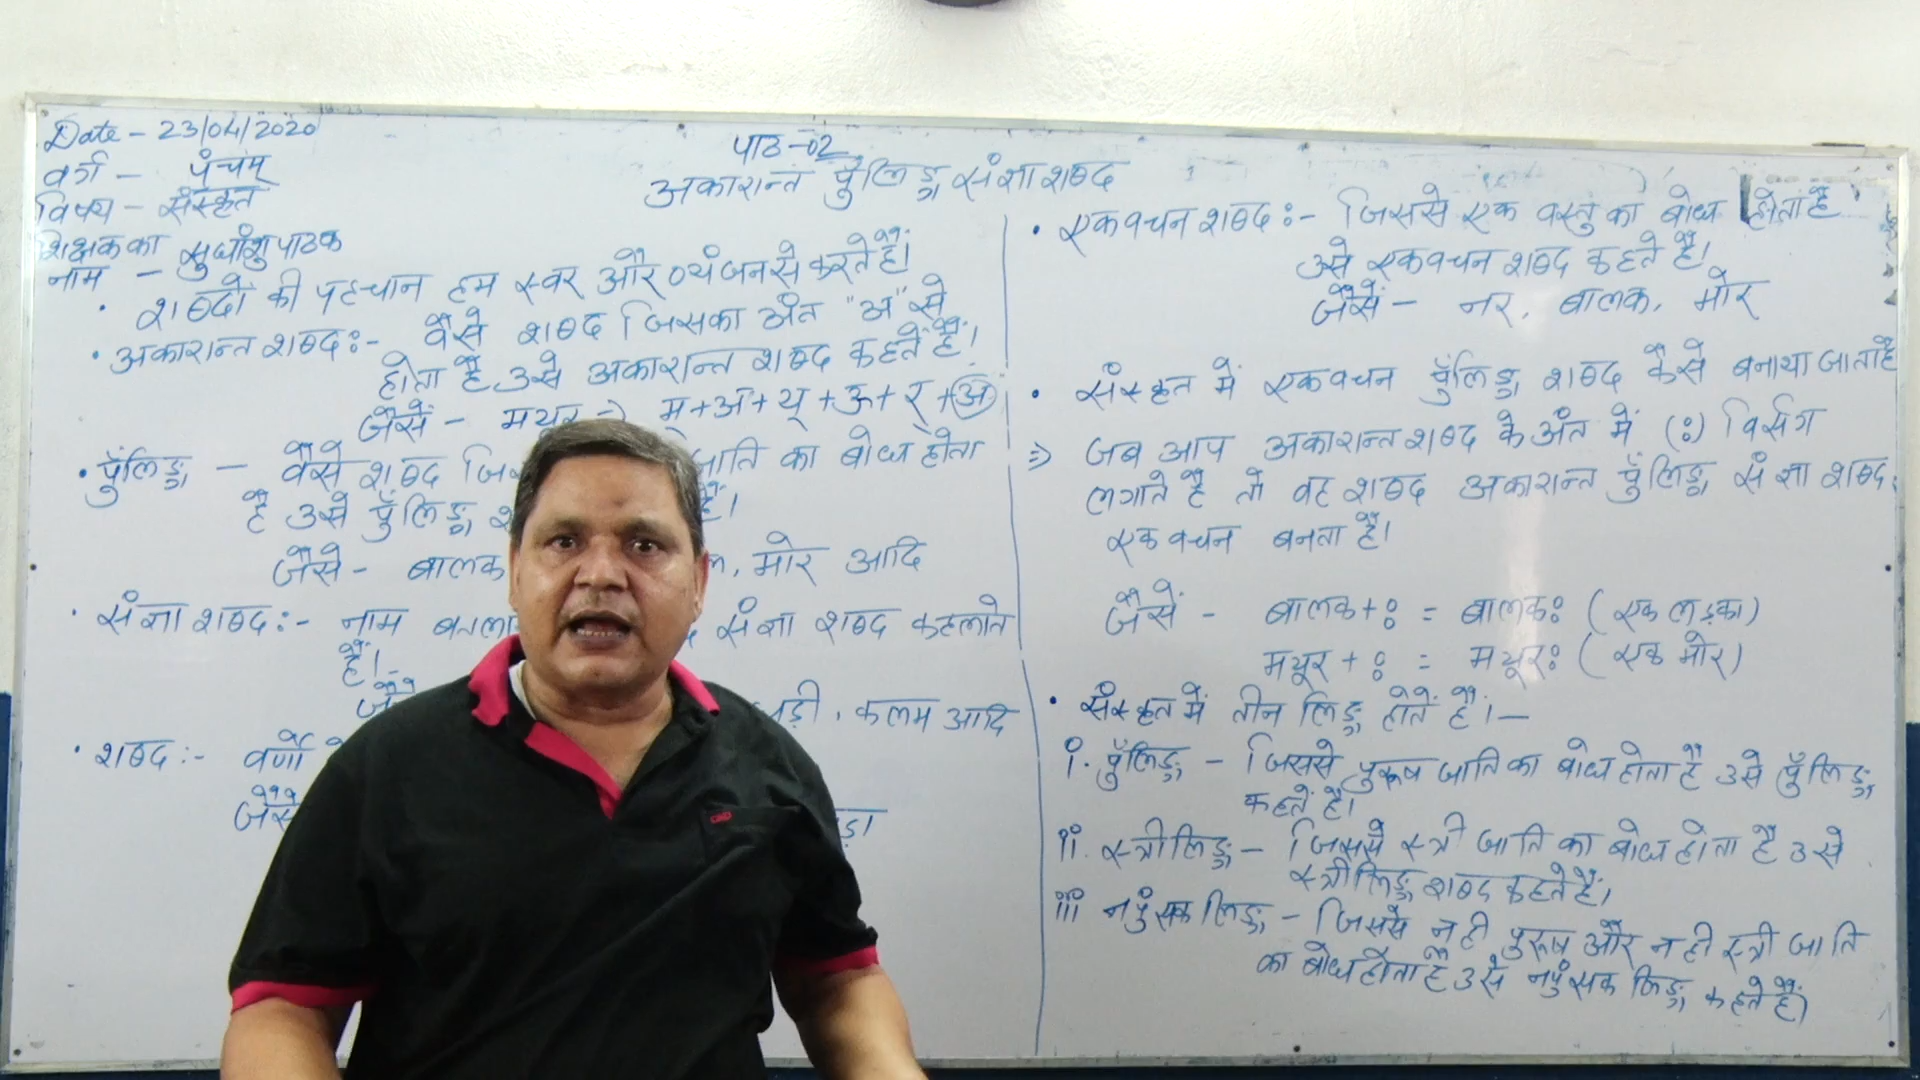 Date - 23/04/2020
वर्ग - पंचम्
विषय - संस्कृत
शिक्षक का
नाम - सुधांशु पाठक
पाठ-02
अकारान्त पुँलिङ्ग संज्ञा शब्द
• शब्दों की पहचान हम स्वर और व्यंजन से करते हैं।
• अकारान्त शब्द:- वैसे शब्द जिसका अंत "अ" से
होता है उसे अकारान्त शब्द कहते हैं।
जैसे - मयूर → म्+अ+य्+ऊ+र्+अ
• पुँलिङ्ग - वैसे शब्द जाति का बोध होता
है उसे पुँलिङ्ग हैं।
जैसे - बालक मोर आदि
• संज्ञा शब्द:- नाम संज्ञा शब्द कहलाते
हैं।-
कलम आदि
• शब्द:- वर्णों
जैसे
• एकवचन शब्द:- जिससे एक वस्तु का बोध होता है
उसे एकवचन शब्द कहते हैं।
जैसे - नर, बालक, मोर
• संस्कृत में एकवचन पुँलिङ्ग शब्द कैसे बनाया जाता है
⇒ जब आप अकारान्त शब्द के अंत में (ः) विर्सग
लगाते हैं तो वह शब्द अकारान्त पुँलिङ्ग संज्ञा शब्द,
एकवचन बनता है।
जैसे - बालक+ः = बालकः (एक लड़का)
मयूर+ः = मयूरः (एक मोर)
• संस्कृत में तीन लिङ्ग होते हैं।-
i. पुँलिङ्ग - जिससे पुरूष जाति का बोध होता है उसे पुँलिङ्ग
कहते हैं।
ii. स्त्रीलिङ्ग - जिससे स्त्री जाति का बोध होता है उसे
स्त्रीलिङ्ग शब्द कहते हैं।
iii नपुंसक लिङ्ग - जिससे न ही पुरूष और न ही स्त्री जाति
का बोध होता है उसे नपुंसक लिङ्ग कहते हैं।